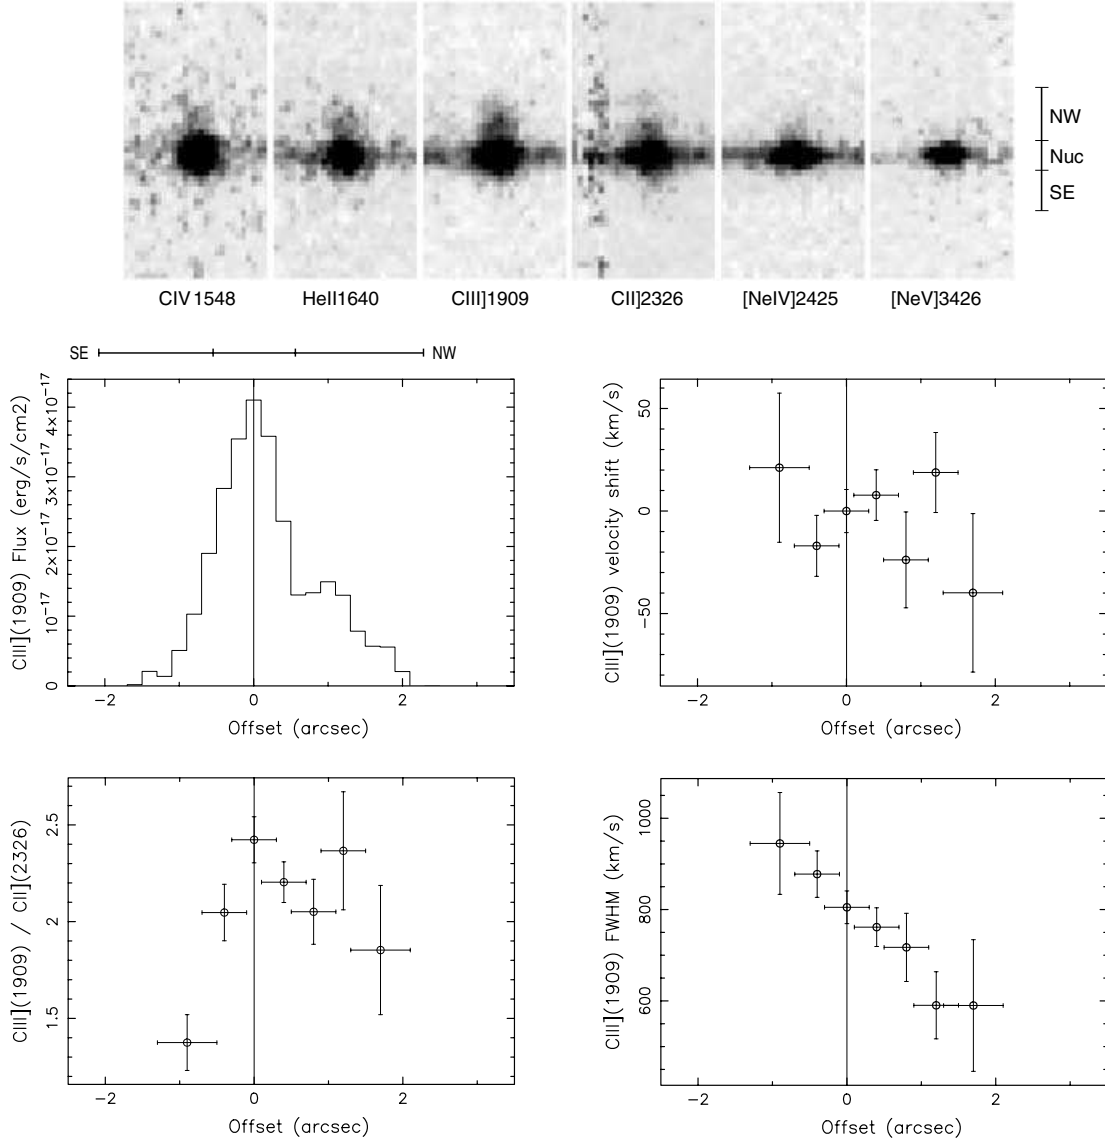 NW
Nuc
SE
CIV 1548
HeII1640
CIII]1909
CII]2326
[NeIV]2425
[NeV]3426
SE NW
CIII](1909) Flux (erg/s/cm2)
0 10⁻¹⁷ 2×10⁻¹⁷ 3×10⁻¹⁷ 4×10⁻¹⁷
−2 0 2
Offset (arcsec)
CIII](1909) velocity shift (km/s)
−50 0 50
−2 0 2
Offset (arcsec)
CIII](1909) / CII](2326)
1.5 2 2.5
−2 0 2
Offset (arcsec)
CIII](1909) FWHM (km/s)
600 800 1000
−2 0 2
Offset (arcsec)